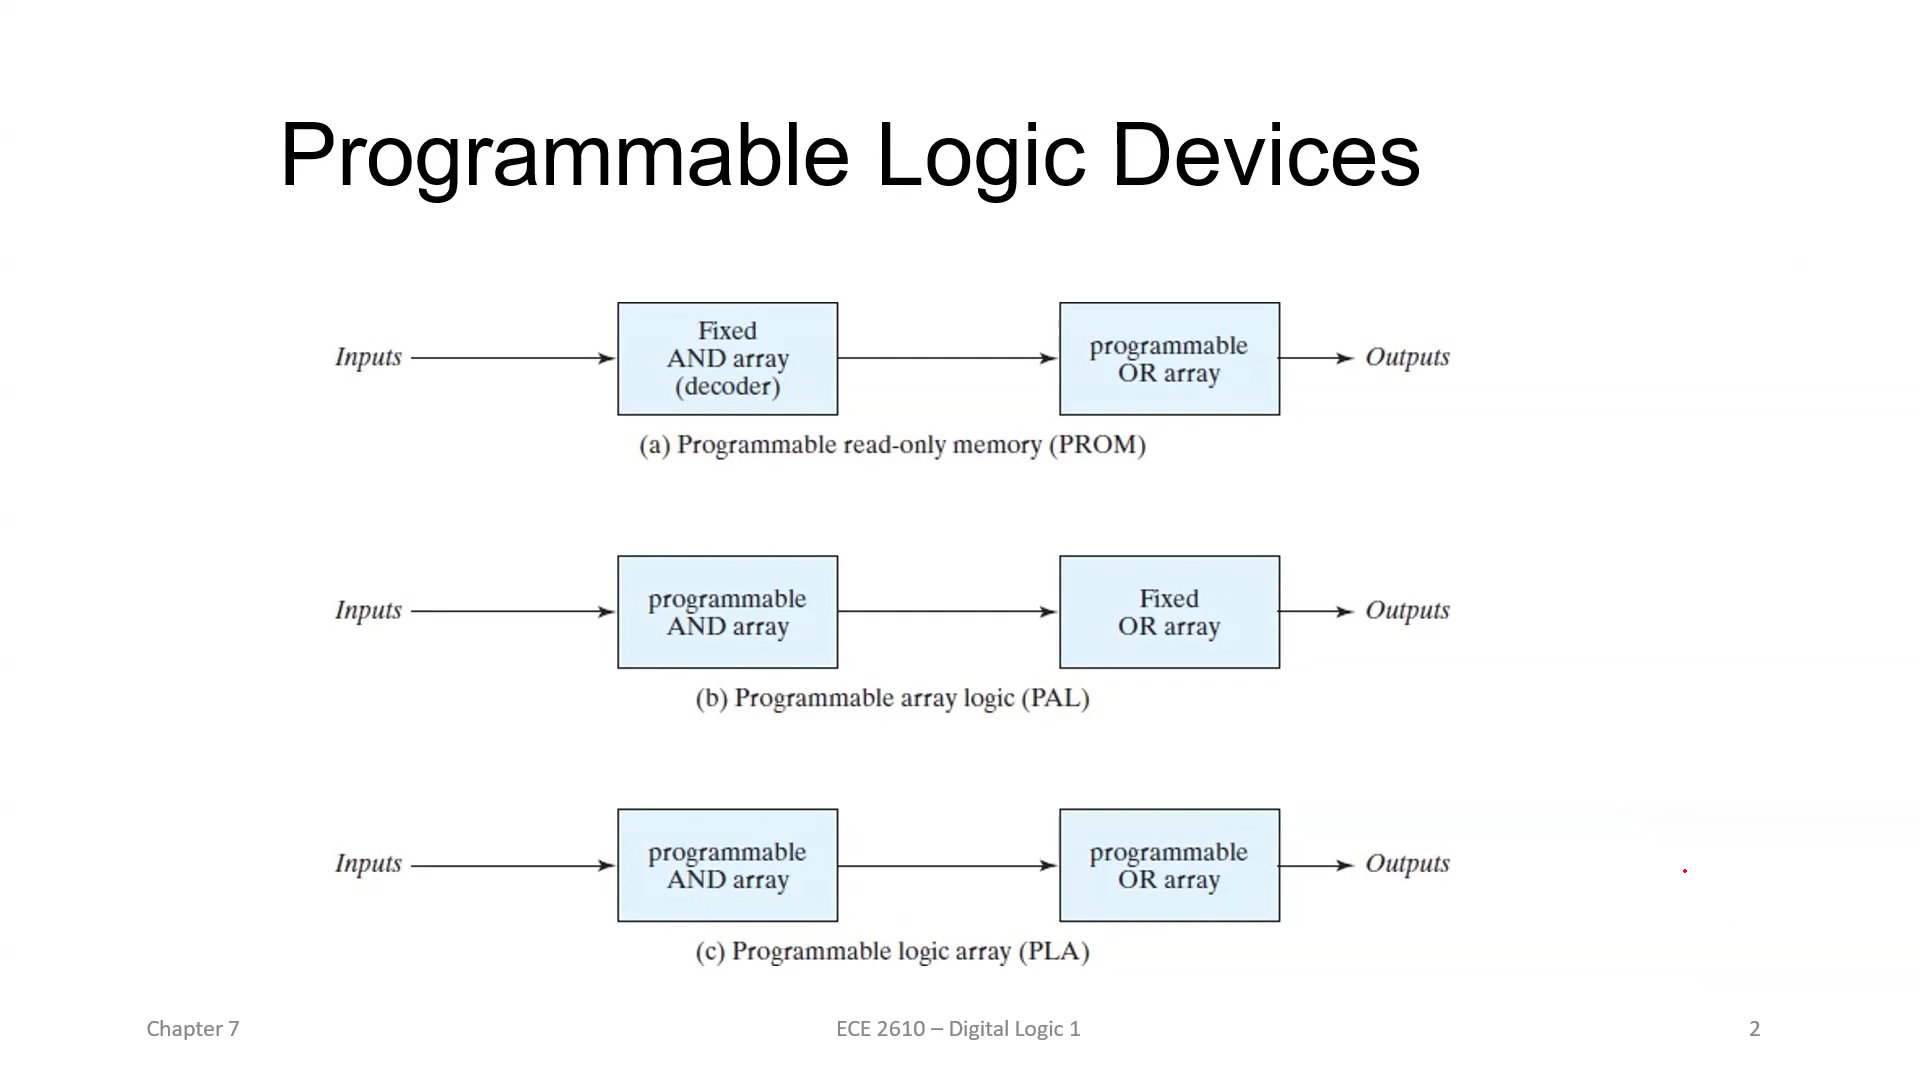 Programmable Logic Devices
Inputs
Fixed
AND array
(decoder)
programmable
OR array
Outputs
(a) Programmable read-only memory (PROM)
Inputs
programmable
AND array
Fixed
OR array
Outputs
(b) Programmable array logic (PAL)
Inputs
programmable
AND array
programmable
OR array
Outputs
(c) Programmable logic array (PLA)
Chapter 7
ECE 2610 – Digital Logic 1
2